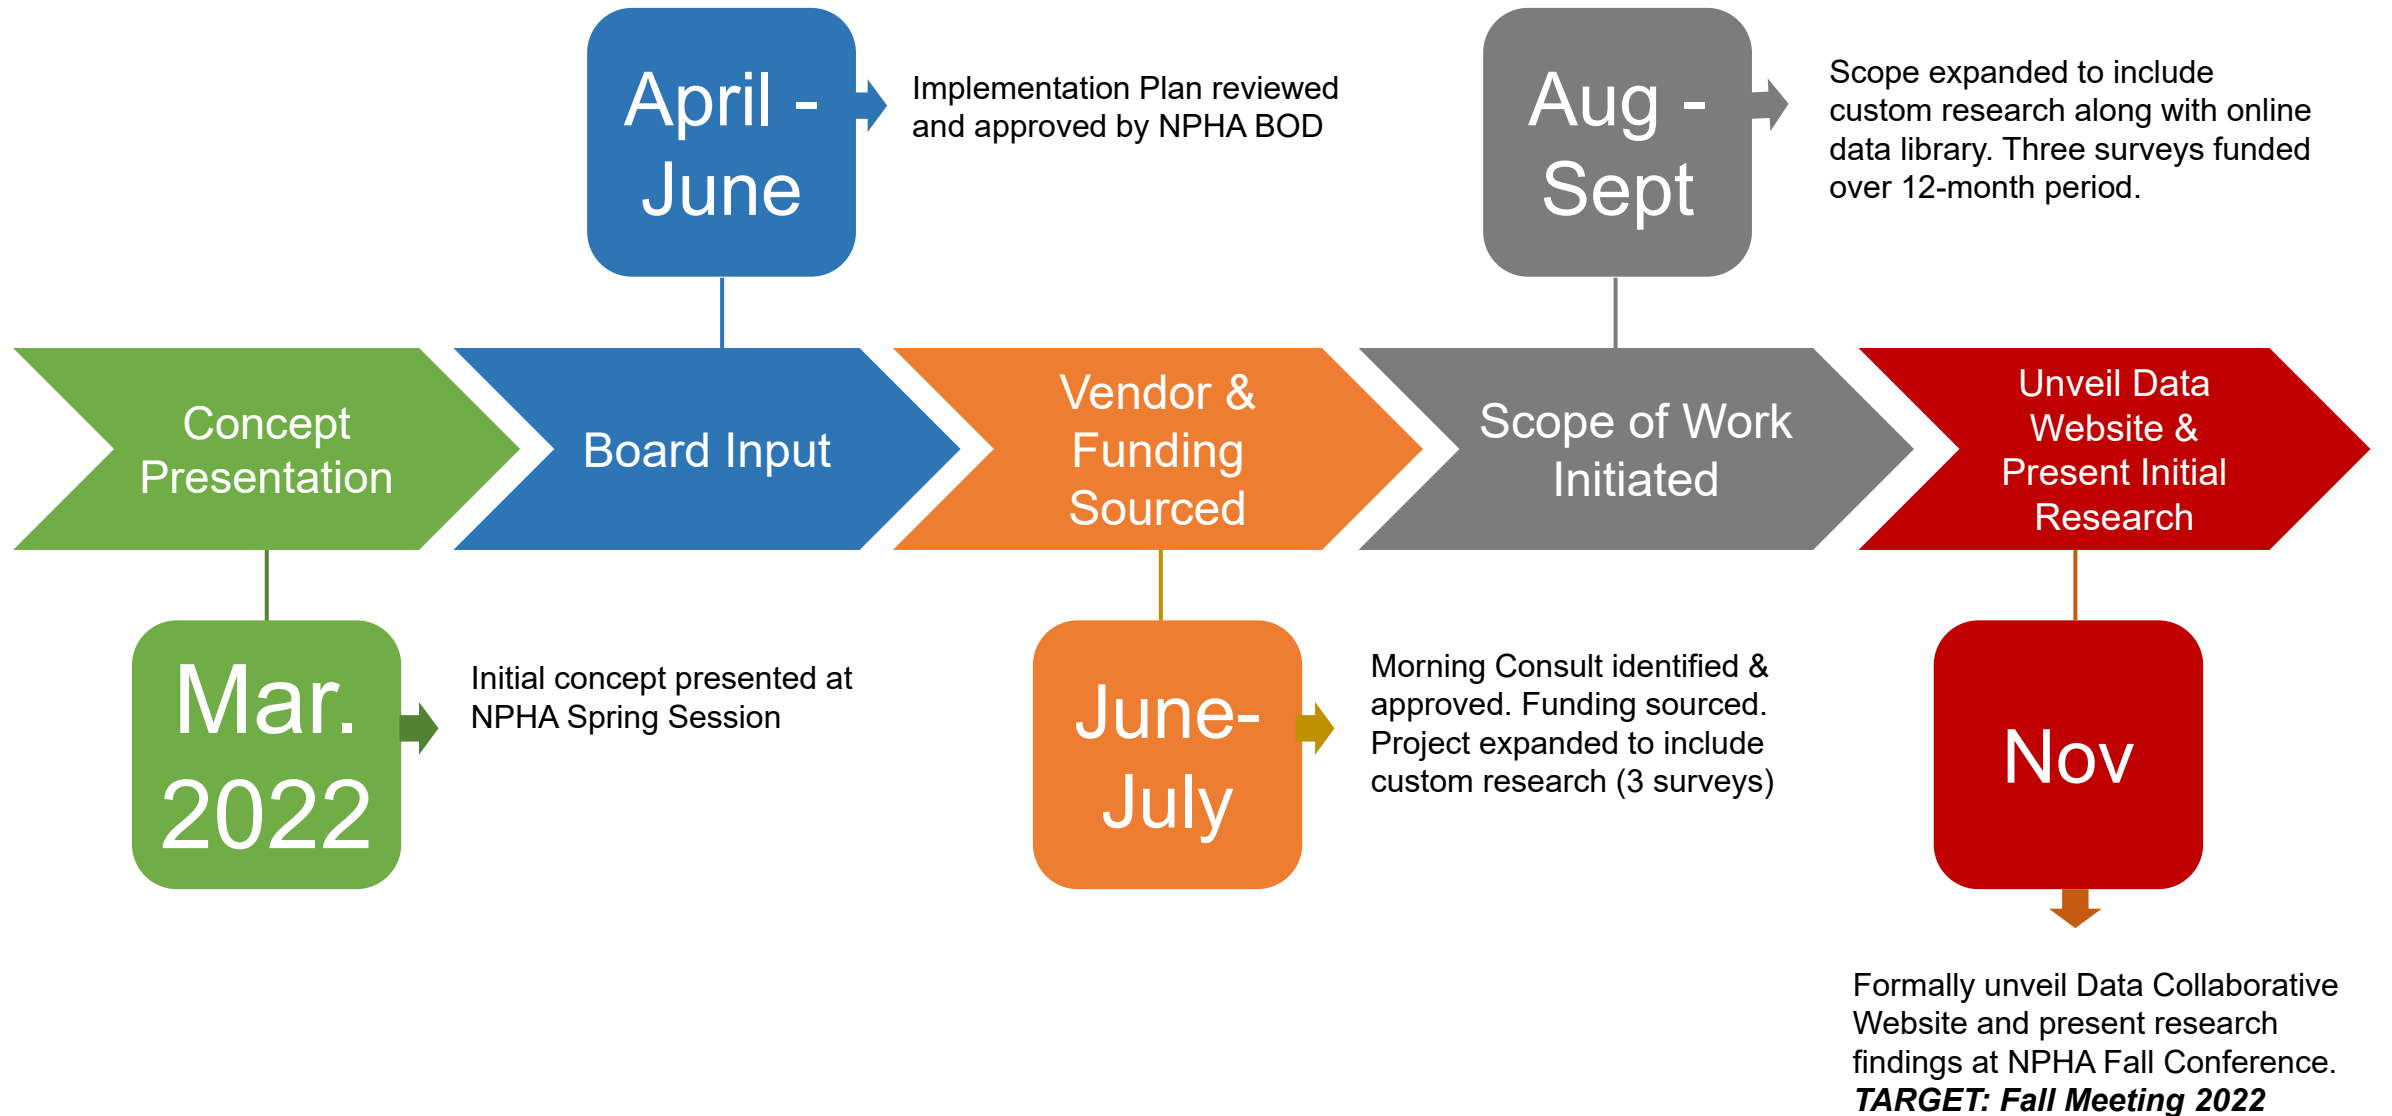 April -
June
Implementation Plan reviewed
and approved by NPHA BOD
Aug -
Sept
Scope expanded to include
custom research along with online
data library. Three surveys funded
over 12-month period.
Concept
Presentation
Board Input
Vendor &
Funding
Sourced
Scope of Work
Initiated
Unveil Data
Website &
Present Initial
Research
Mar.
2022
Initial concept presented at
NPHA Spring Session
June-
July
Morning Consult identified &
approved. Funding sourced.
Project expanded to include
custom research (3 surveys)
Nov
Formally unveil Data Collaborative
Website and present research
findings at NPHA Fall Conference.
TARGET: Fall Meeting 2022